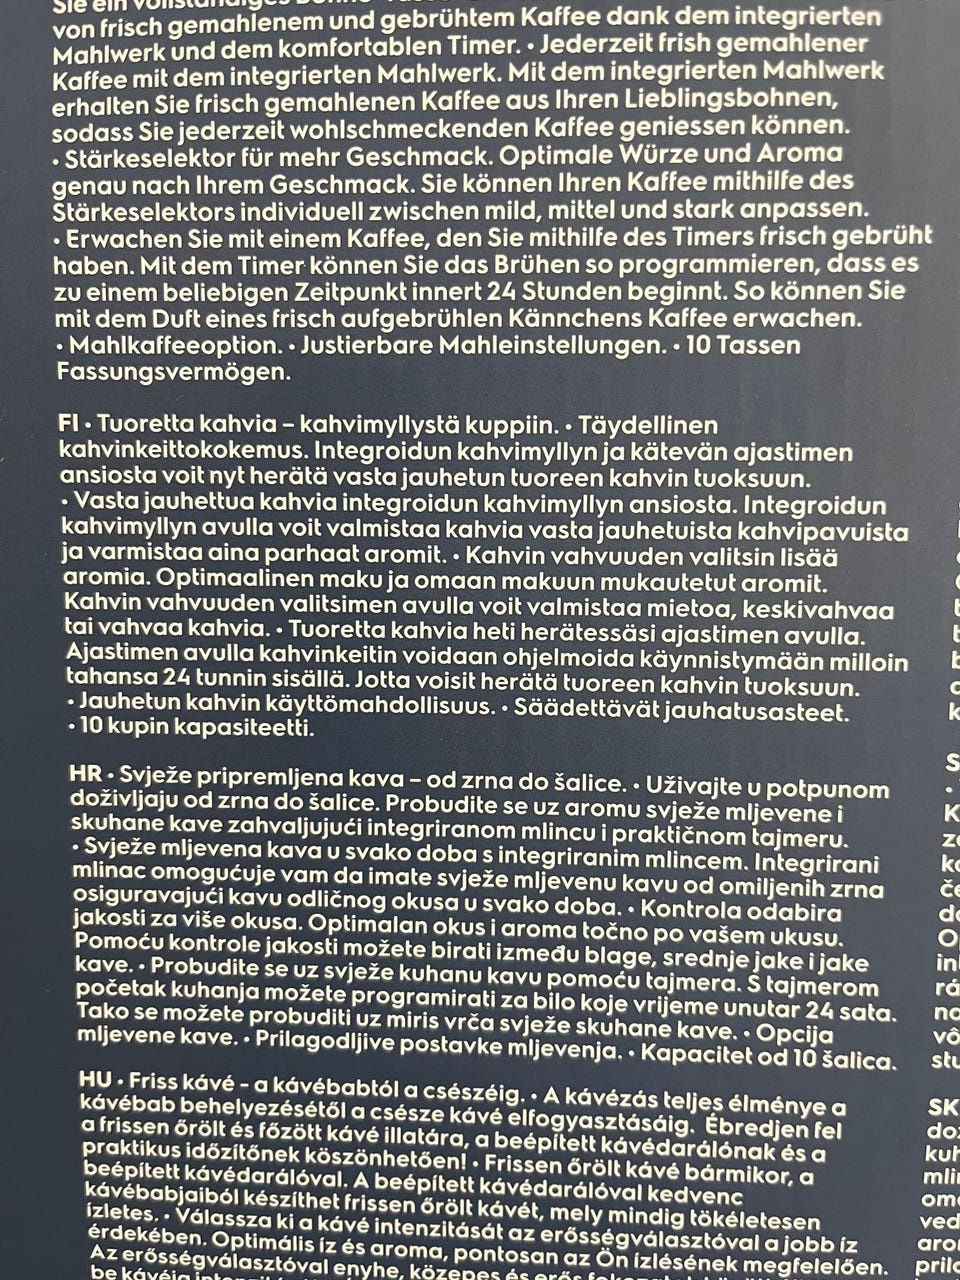 Sie ein vollständiges
von frisch gemahlenem und gebrühtem Kaffee dank dem integrierten
Mahlwerk und dem komfortablen Timer. • Jederzeit frish gemahlener
Kaffee mit dem integrierten Mahlwerk. Mit dem integrierten Mahlwerk
erhalten Sie frisch gemahlenen Kaffee aus Ihren Lieblingsbohnen,
sodass Sie jederzeit wohlschmeckenden Kaffee geniessen können.
• Stärkeselektor für mehr Geschmack. Optimale Würze und Aroma
genau nach Ihrem Geschmack. Sie können Ihren Kaffee mithilfe des
Stärkeselektors individuell zwischen mild, mittel und stark anpassen.
• Erwachen Sie mit einem Kaffee, den Sie mithilfe des Timers frisch gebrüht
haben. Mit dem Timer können Sie das Brühen so programmieren, dass es
zu einem beliebigen Zeitpunkt innert 24 Stunden beginnt. So können Sie
mit dem Duft eines frisch aufgebrühlen Kännchens Kaffee erwachen.
• Mahlkaffeeoption. • Justierbare Mahleinstellungen. • 10 Tassen
Fassungsvermögen.
FI • Tuoretta kahvia – kahvimyllystä kuppiin. • Täydellinen
kahvinkeittokokemus. Integroidun kahvimyllyn ja kätevän ajastimen
ansiosta voit nyt herätä vasta jauhetun tuoreen kahvin tuoksuun.
• Vasta jauhettua kahvia integroidun kahvimyllyn ansiosta. Integroidun
kahvimyllyn avulla voit valmistaa kahvia vasta jauhetuista kahvipavuista
ja varmistaa aina parhaat aromit. • Kahvin vahvuuden valitsin lisää
aromia. Optimaalinen maku ja omaan makuun mukautetut aromit.
Kahvin vahvuuden valitsimen avulla voit valmistaa mietoa, keskivahvaa
tai vahvaa kahvia. • Tuoretta kahvia heti herätessäsi ajastimen avulla.
Ajastimen avulla kahvinkeitin voidaan ohjelmoida käynnistymään milloin
tahansa 24 tunnin sisällä. Jotta voisit herätä tuoreen kahvin tuoksuun.
• Jauhetun kahvin käyttömahdollisuus. • Säädettävät jauhatusasteet.
• 10 kupin kapasiteetti.
HR • Svježe pripremljena kava – od zrna do šalice. • Uživajte u potpunom
doživljaju od zrna do šalice. Probudite se uz aromu svježe mljevene i
skuhane kave zahvaljujući integriranom mlincu i praktičnom tajmeru.
• Svježe mljevena kava u svako doba s integriranim mlincem. Integrirani
mlinac omogućuje vam da imate svježe mljevenu kavu od omiljenih zrna
osiguravajući kavu odličnog okusa u svako doba. • Kontrola odabira
jakosti za više okusa. Optimalan okus i aroma točno po vašem ukusu.
Pomoću kontrole jakosti možete birati između blage, srednje jake i jake
kave. • Probudite se uz svježe kuhanu kavu pomoću tajmera. S tajmerom
početak kuhanja možete programirati za bilo koje vrijeme unutar 24 sata.
Tako se možete probuditi uz miris vrča svježe skuhane kave. • Opcija
mljevene kave. • Prilagodljive postavke mljevenja. • Kapacitet od 10 šalica.
HU • Friss kávé - a kávébabtól a csészéig. • A kávézás teljes élménye a
kávébab behelyezésétől a csésze kávé elfogyasztásáig. Ébredjen fel
a frissen őrölt és főzött kávé illatára, a beépített kávédarálónak és a
praktikus időzítőnek köszönhetően! • Frissen őrölt kávé bármikor, a
beépített kávédarálóval. A beépített kávédarálóval kedvenc
kávébabjaiból készíthet frissen őrölt kávét, mely mindig tökéletesen
ízletes. • Válassza ki a kávé intenzitását az erősségválasztóval a jobb íz
érdekében. Optimális íz és aroma, pontosan az Ön ízlésének megfelelően.
Az erősségválasztóval enyhe, közepes és erős
SK